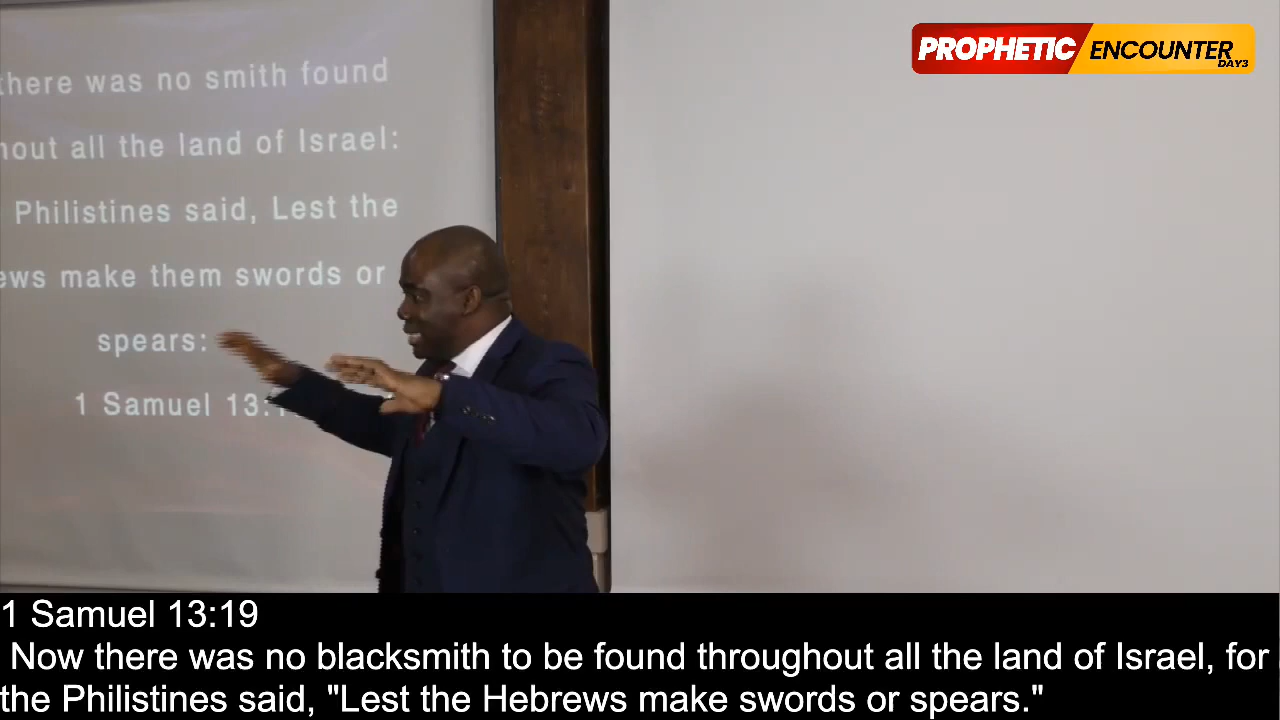 PROPHETIC ENCOUNTER
DAY3
there was no smith found
out all the land of Israel:
Philistines said, Lest the
ews make them swords or
spears:
1 Samuel 13:
1 Samuel 13:19
Now there was no blacksmith to be found throughout all the land of Israel, for
the Philistines said, "Lest the Hebrews make swords or spears."